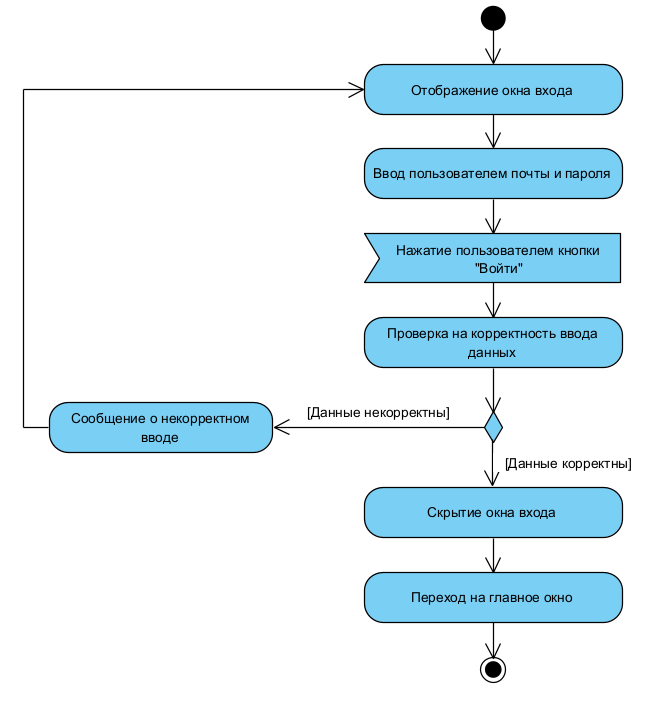 Отображение окна входа
Ввод пользователем почты и пароля
Нажатие пользователем кнопки
"Войти"
Проверка на корректность ввода
данных
[Данные некорректны]
Сообщение о некорректном
вводе
[Данные корректны]
Скрытие окна входа
Переход на главное окно